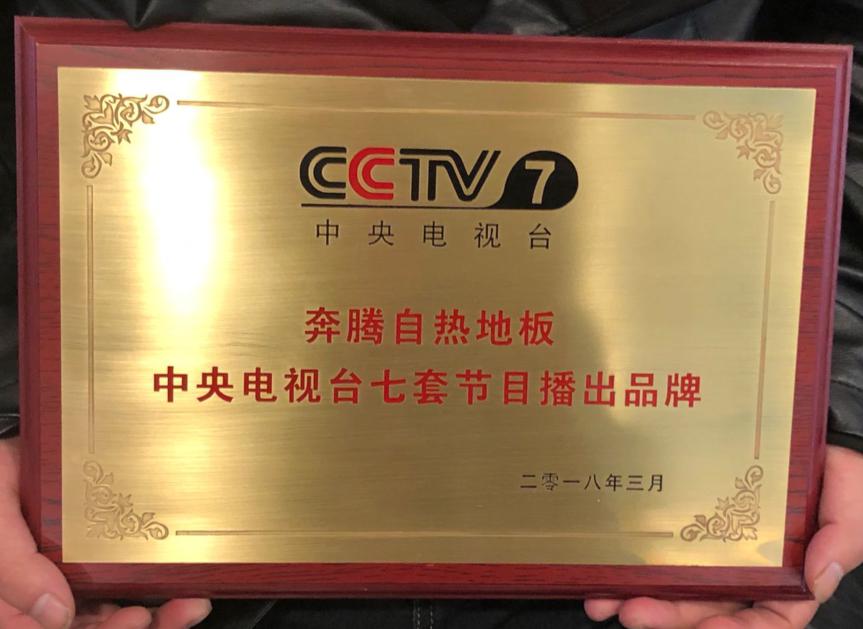 CCTV 7
中央电视台
奔腾自热地板
中央电视台七套节目播出品牌
二零一八年三月